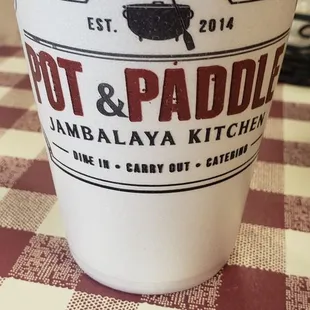 EST. 2014
POT & PADDLE
JAMBALAYA KITCHEN
DINE IN • CARRY OUT • CATERING